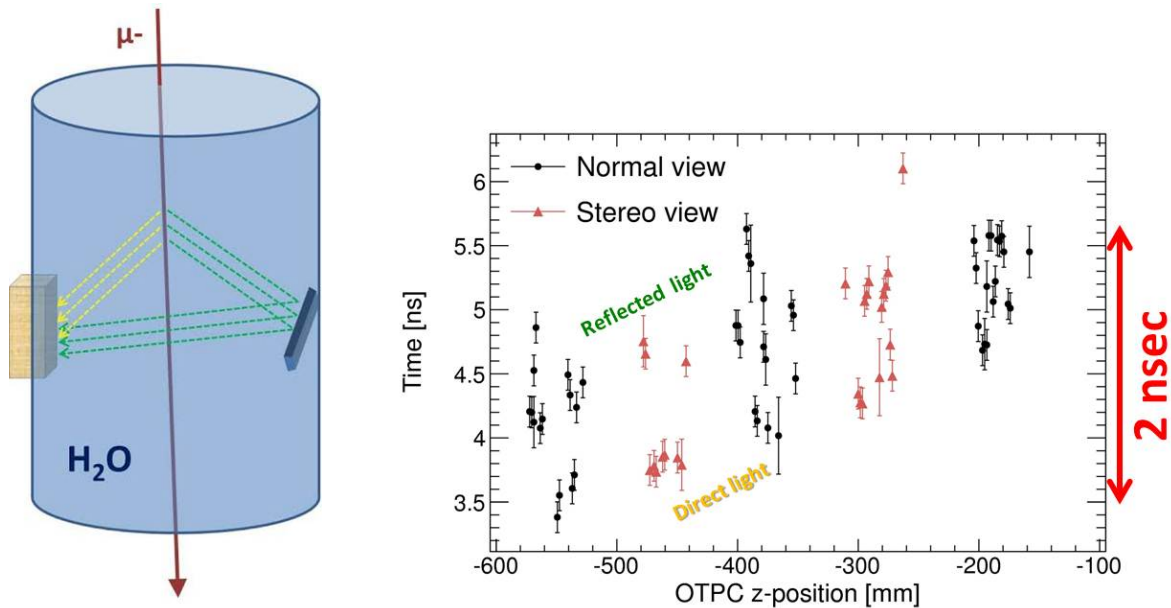 μ-
H₂O
Normal view
Stereo view
Reflected light
Direct light
Time [ns]
6
5.5
5
4.5
4
3.5
-600
-500
-400
-300
-200
-100
OTPC z-position [mm]
2 nsec